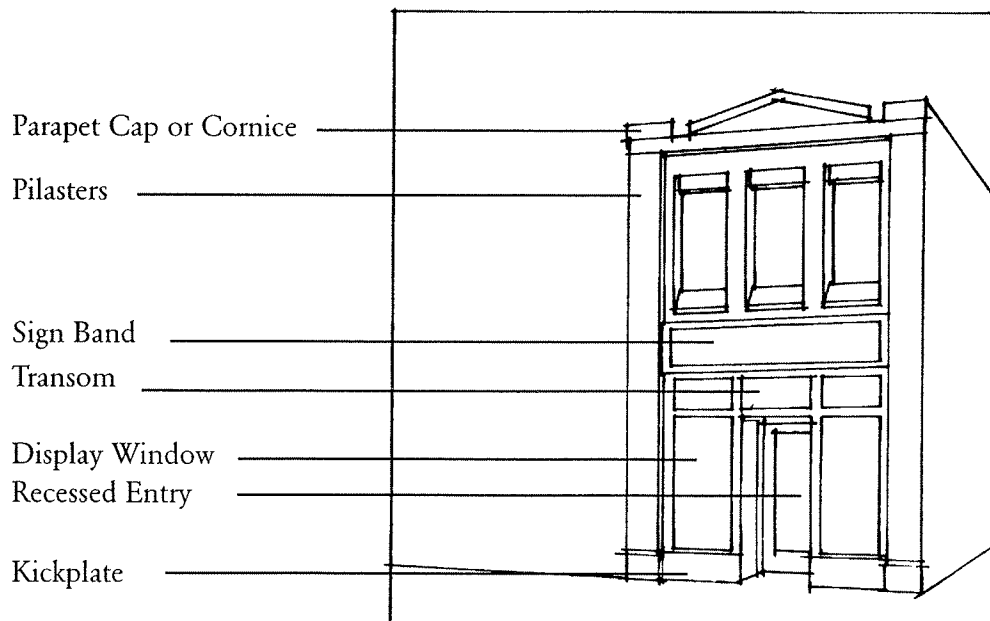 Parapet Cap or Cornice
Pilasters
Sign Band
Transom
Display Window
Recessed Entry
Kickplate